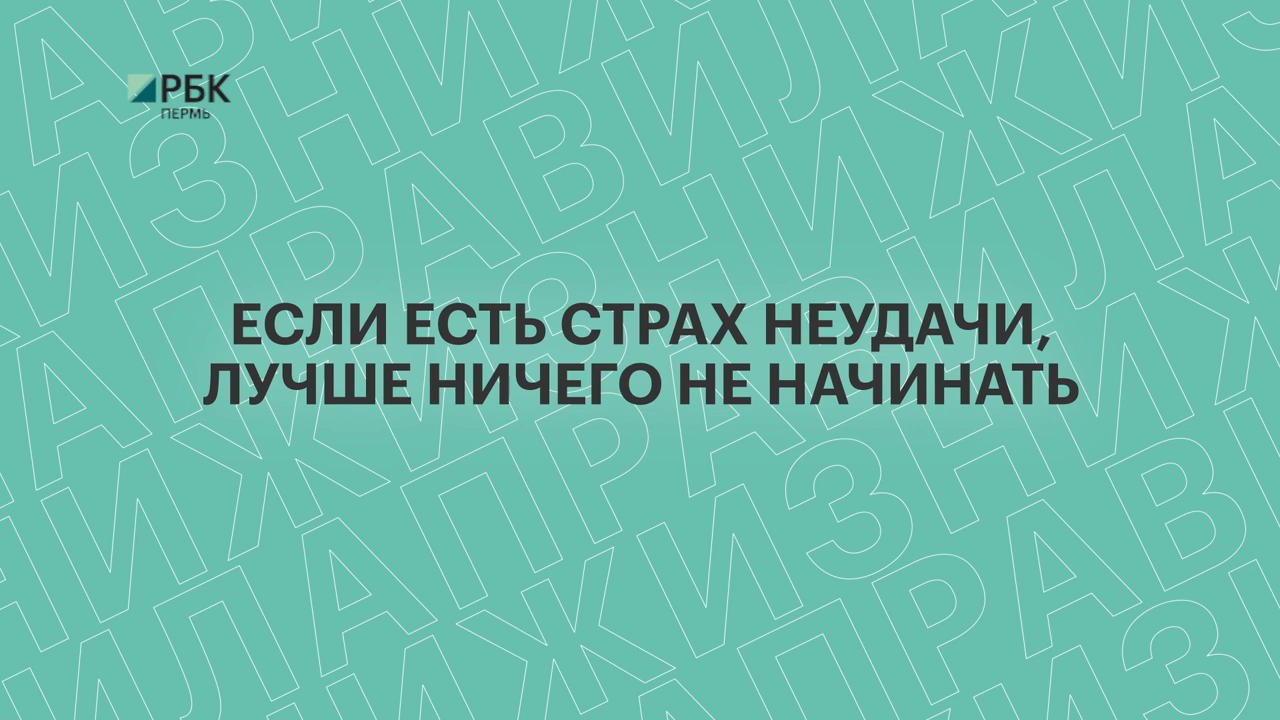 РБК
ПЕРМЬ
ЕСЛИ ЕСТЬ СТРАХ НЕУДАЧИ,
ЛУЧШЕ НИЧЕГО НЕ НАЧИНАТЬ